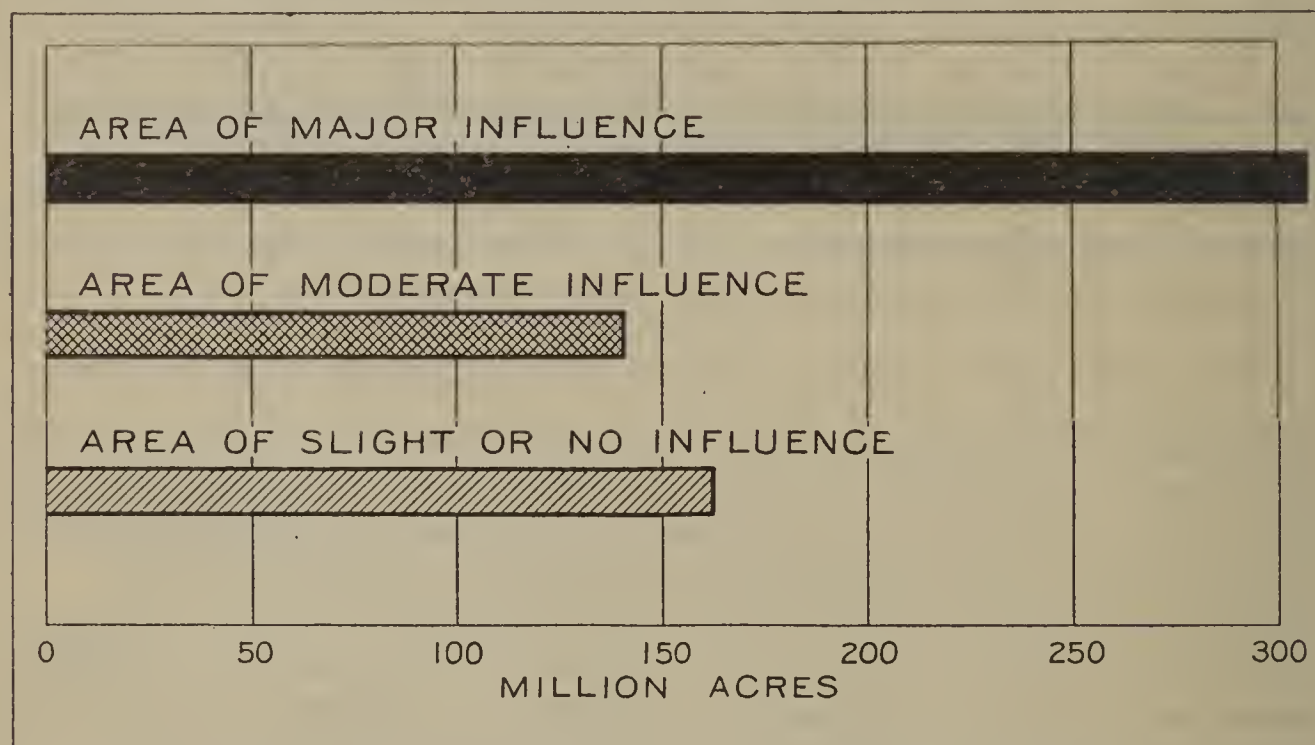 AREA OF MAJOR INFLUENCE
AREA OF MODERATE INFLUENCE
AREA OF SLIGHT OR NO INFLUENCE
0 50 100 150 200 250 300
MILLION ACRES